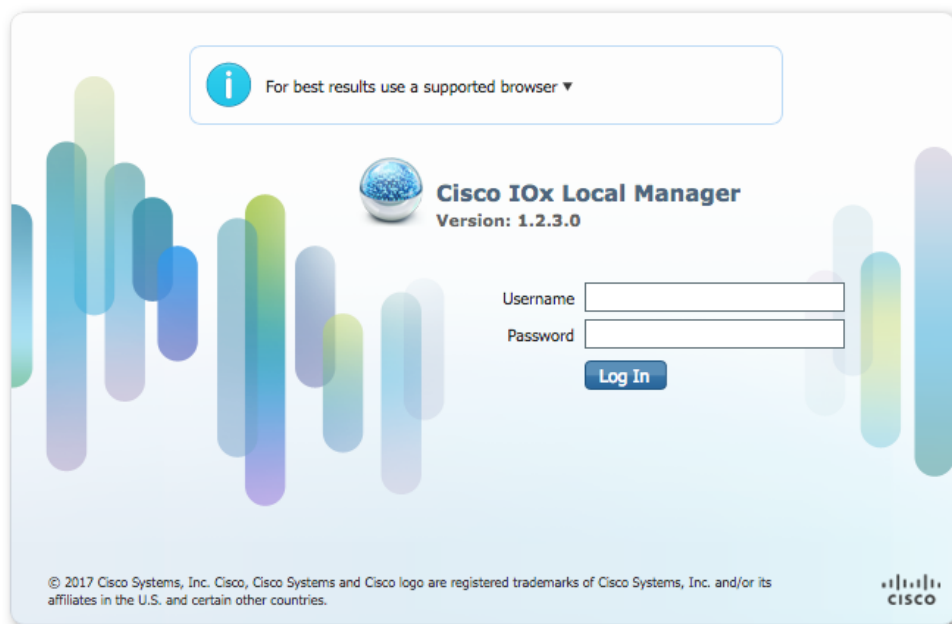 For best results use a supported browser ▼
Cisco IOx Local Manager
Version: 1.2.3.0
Username
Password
Log In
© 2017 Cisco Systems, Inc. Cisco, Cisco Systems and Cisco logo are registered trademarks of Cisco Systems, Inc. and/or its
affiliates in the U.S. and certain other countries.
CISCO